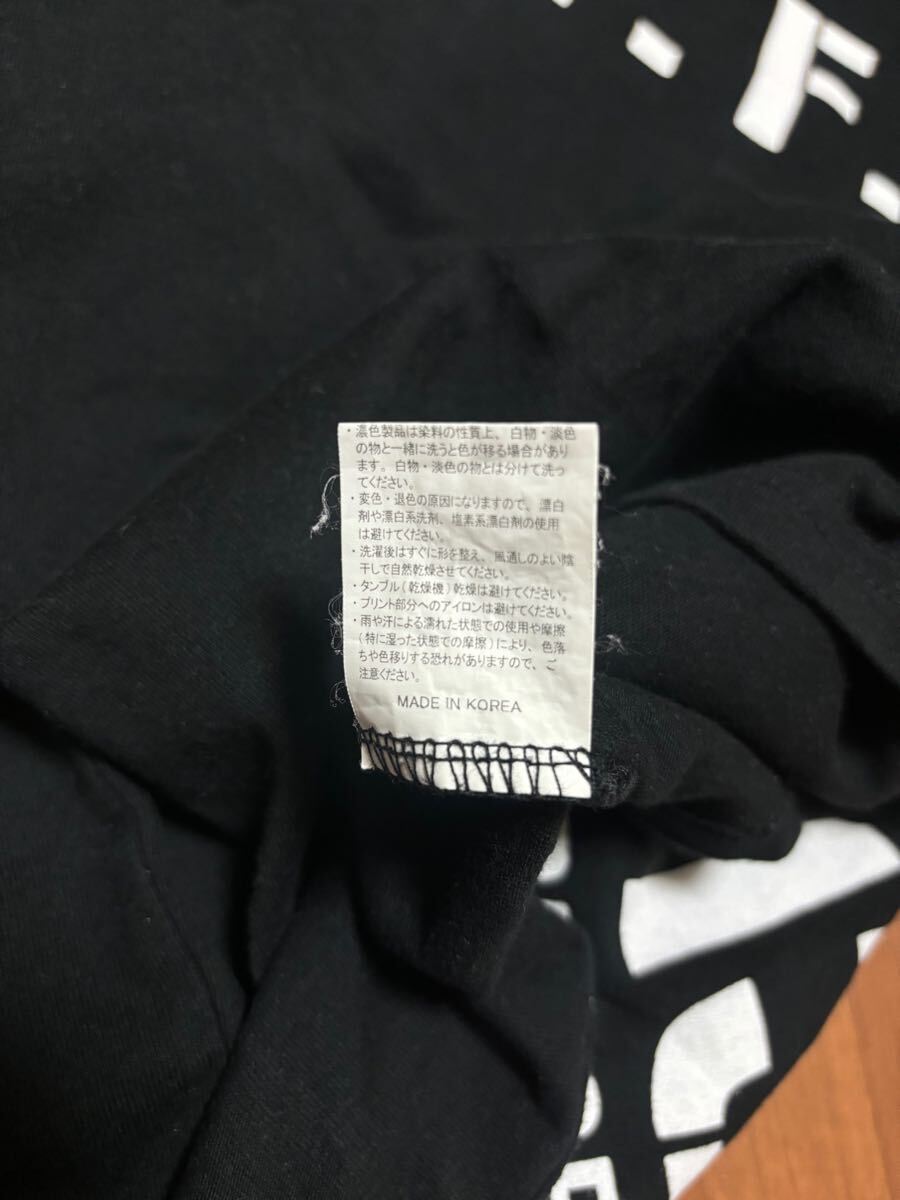 F
・濃色製品は染料の性質上、白物・淡色
の物と一緒に洗うと色が移る場合があり
ます。白物・淡色の物とは分けて洗っ
てください。
・変色・退色の原因になりますので、漂白
剤や漂白系洗剤、塩素系漂白剤の使用
は避けてください。
・洗濯後はすぐに形を整え、風通しのよい陰
干しで自然乾燥させてください。
・タンブル(乾燥機)乾燥は避けてください。
・プリント部分へのアイロンは避けてください。
・雨や汗による濡れた状態での使用や摩擦
(特に湿った状態での摩擦)により、色落
ちや色移りする恐れがありますので、ご
注意ください。
MADE IN KOREA